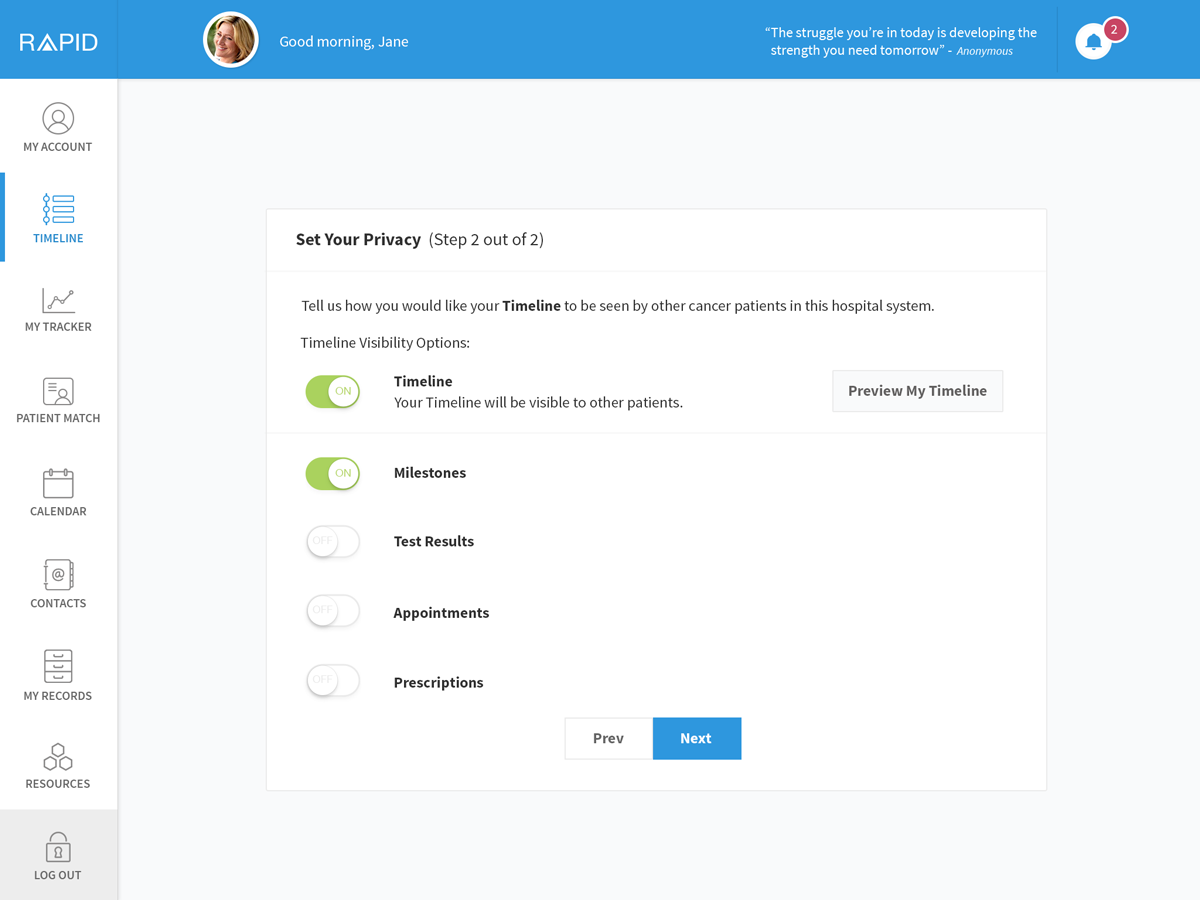 RAPID
Good morning, Jane
“The struggle you’re in today is developing the
strength you need tomorrow” - Anonymous
2
MY ACCOUNT
TIMELINE
MY TRACKER
PATIENT MATCH
CALENDAR
CONTACTS
@
MY RECORDS
RESOURCES
LOG OUT
Set Your Privacy (Step 2 out of 2)
Tell us how you would like your Timeline to be seen by other cancer patients in this hospital system.
Timeline Visibility Options:
ON
Timeline
Your Timeline will be visible to other patients.
Preview My Timeline
ON
Milestones
OFF
Test Results
OFF
Appointments
OFF
Prescriptions
Prev
Next